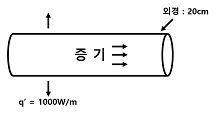 외경 : 20cm
증 기
q' = 1000W/m